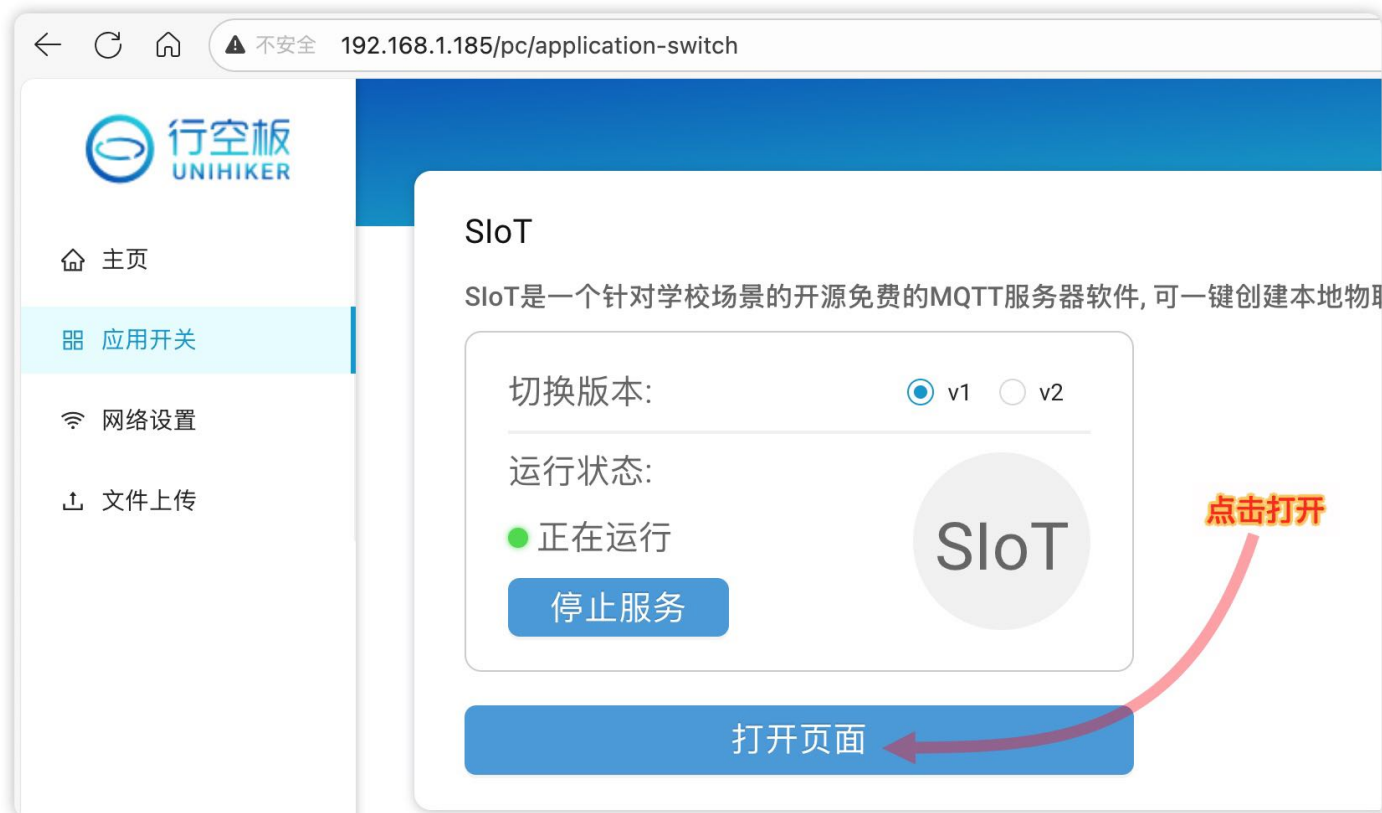 不安全 192.168.1.185/pc/application-switch
行空板
UNIHIKER
主页
应用开关
网络设置
文件上传
SIoT
SIoT是一个针对学校场景的开源免费的MQTT服务器软件, 可一键创建本地物
切换版本: v1 v2
运行状态:
正在运行
SIoT
停止服务
点击打开
打开页面